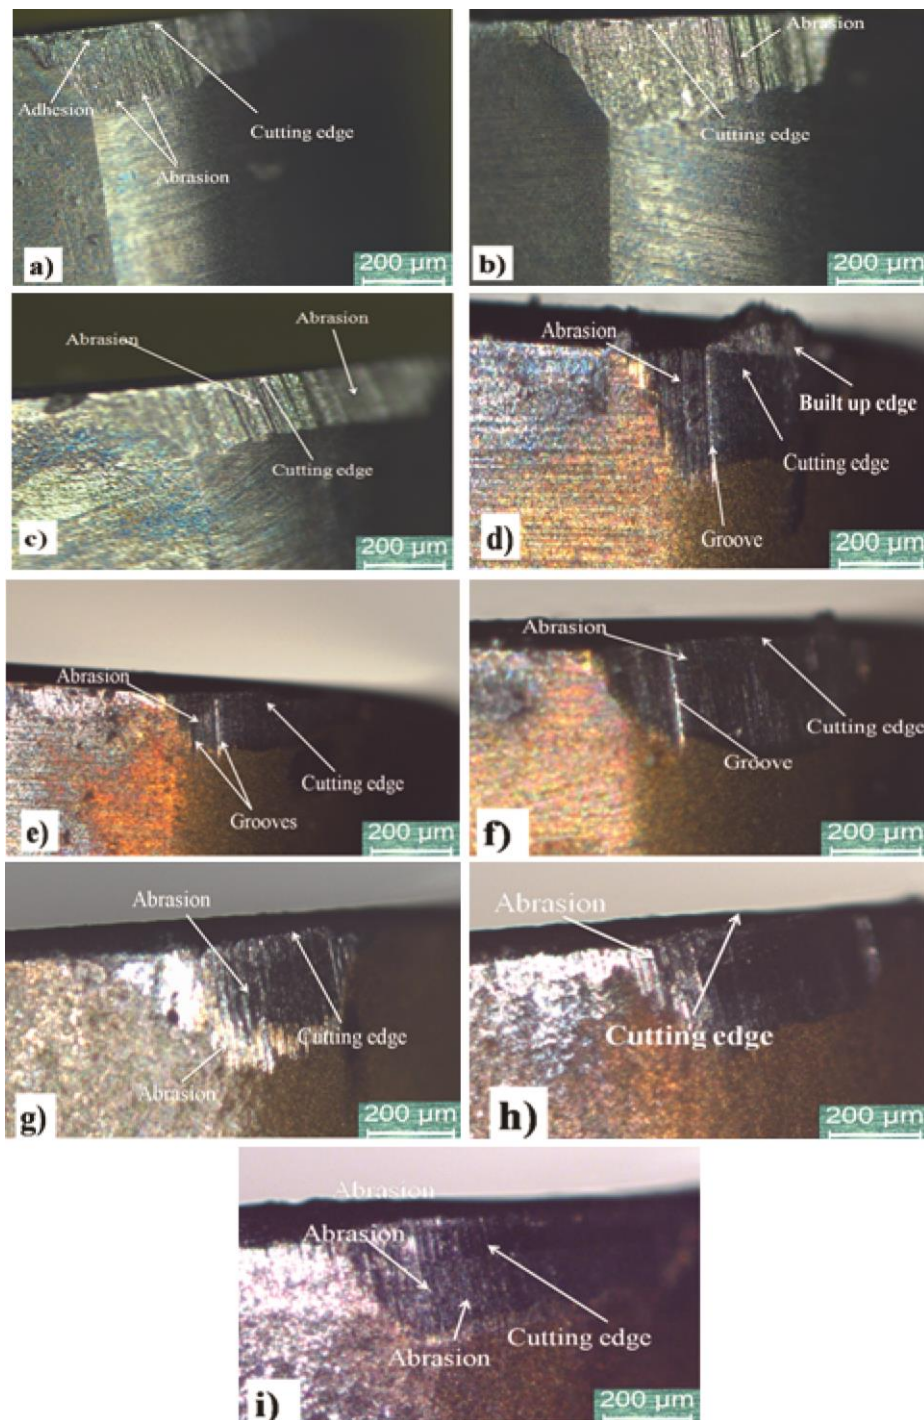 Adhesion
Cutting edge
Abrasion
a)
200 µm
Abrasion
Cutting edge
b)
200 µm
Abrasion
Abrasion
Cutting edge
c)
200 µm
Abrasion
Built up edge
Cutting edge
Groove
d)
200 µm
Abrasion
Cutting edge
Grooves
e)
200 µm
Abrasion
Cutting edge
Groove
f)
200 µm
Abrasion
Cutting edge
Abrasion
g)
200 µm
Abrasion
Cutting edge
h)
200 µm
Abrasion
Abrasion
Cutting edge
Abrasion
i)
200 µm